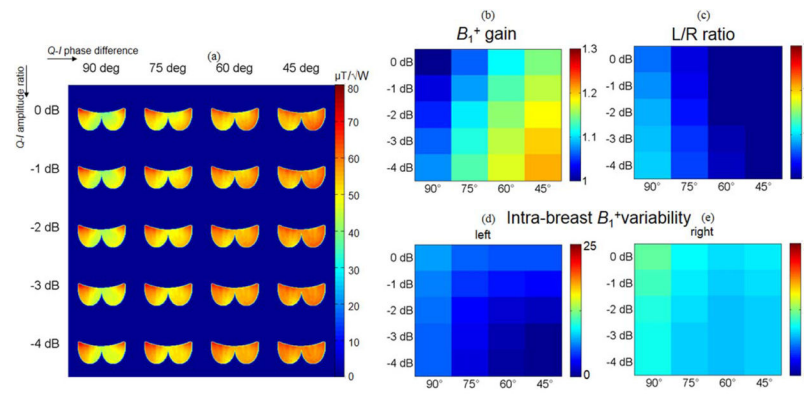 Q-I phase difference
(a)
90 deg 75 deg 60 deg 45 deg
Q-I amplitude ratio
0 dB
-1 dB
-2 dB
-3 dB
-4 dB
µT/√W
80
70
60
50
40
30
20
10
0
(b)
B₁⁺ gain
0 dB
-1 dB
-2 dB
-3 dB
-4 dB
90° 75° 60° 45°
1.3
1.2
1.1
1
(c)
L/R ratio
0 dB
-1 dB
-2 dB
-3 dB
-4 dB
90° 75° 60° 45°
Intra-breast B₁⁺variability
(d)
left
0 dB
-1 dB
-2 dB
-3 dB
-4 dB
90° 75° 60° 45°
25
15
10
5
0
(e)
right
0 dB
-1 dB
-2 dB
-3 dB
-4 dB
90° 75° 60° 45°